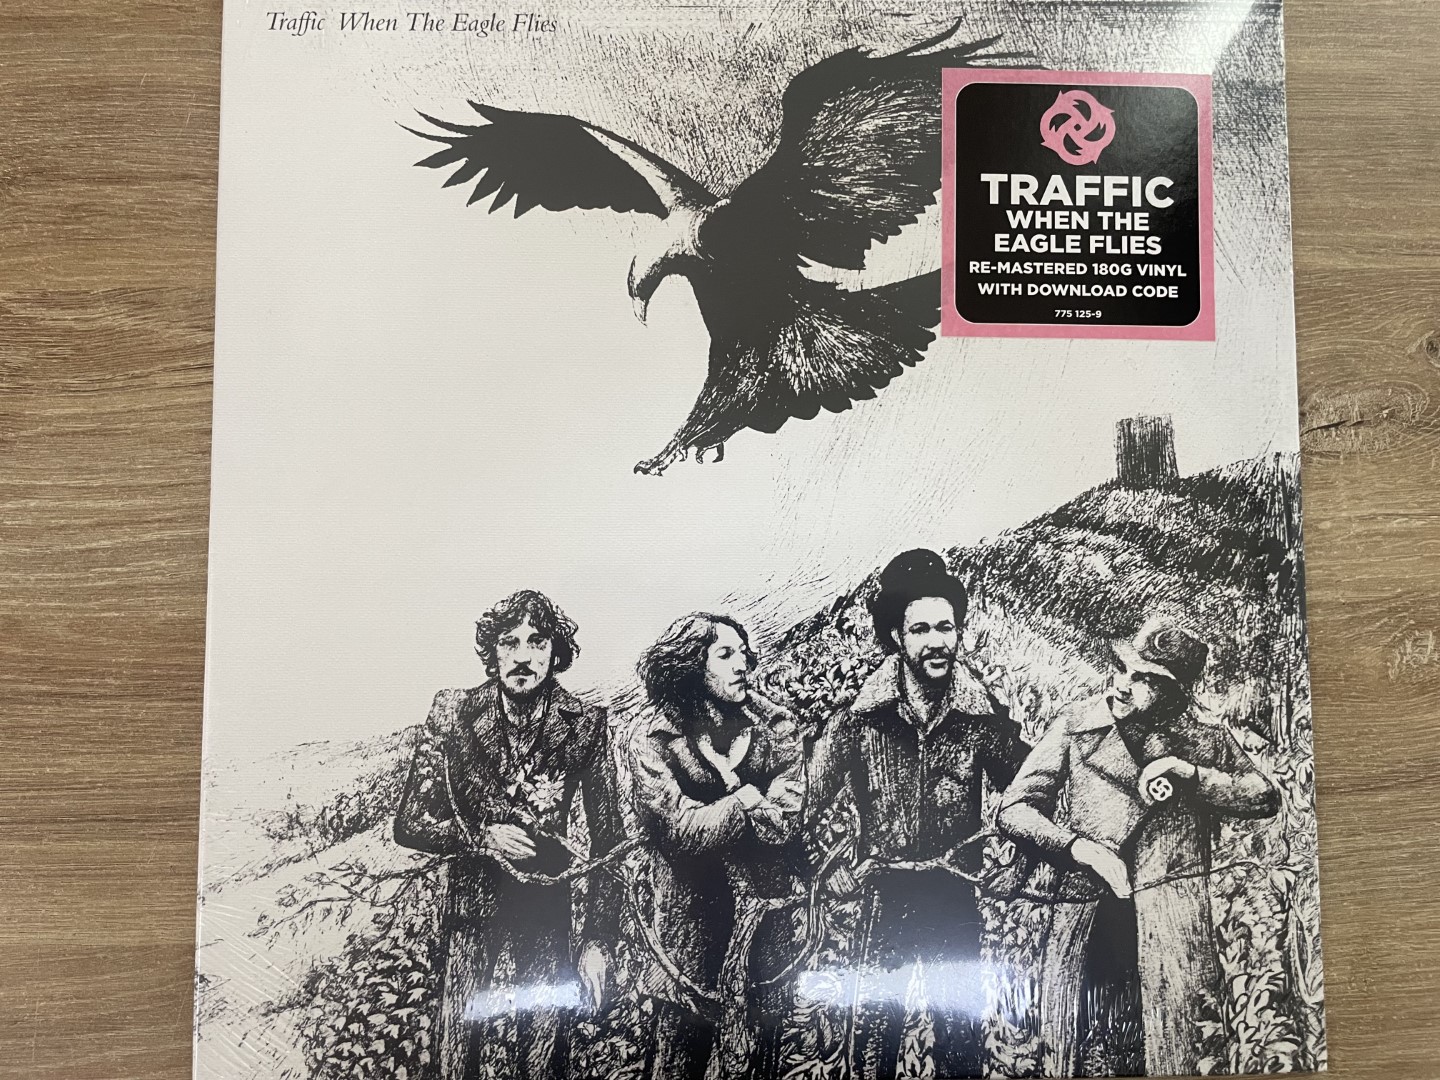 Traffic When The Eagle Flies
TRAFFIC
WHEN THE
EAGLE FLIES
RE-MASTERED 180G VINYL
WITH DOWNLOAD CODE
775 125-9